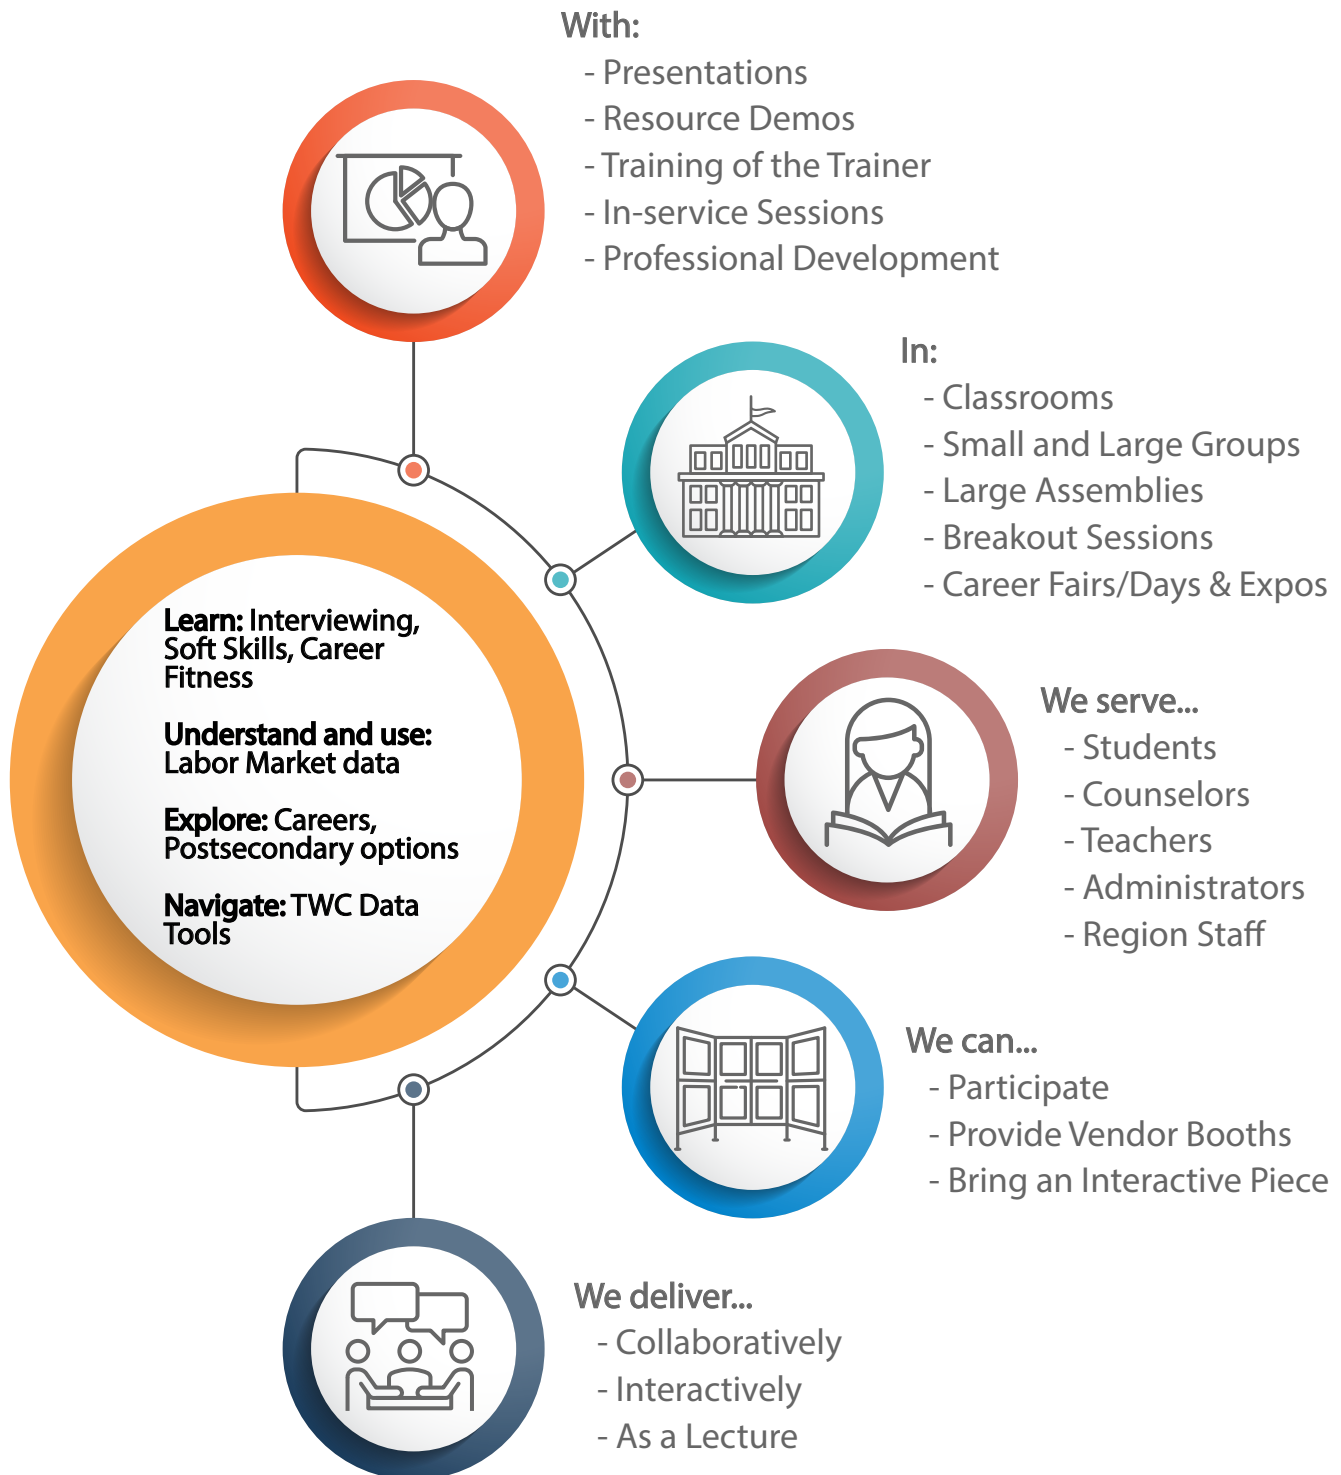 With:
- Presentations
- Resource Demos
- Training of the Trainer
- In-service Sessions
- Professional Development
In:
- Classrooms
- Small and Large Groups
- Large Assemblies
- Breakout Sessions
- Career Fairs/Days & Expos
Learn: Interviewing,
Soft Skills, Career
Fitness
Understand and use:
Labor Market data
Explore: Careers,
Postsecondary options
Navigate: TWC Data
Tools
We serve...
- Students
- Counselors
- Teachers
- Administrators
- Region Staff
We can...
- Participate
- Provide Vendor Booths
- Bring an Interactive Piece
We deliver...
- Collaboratively
- Interactively
- As a Lecture